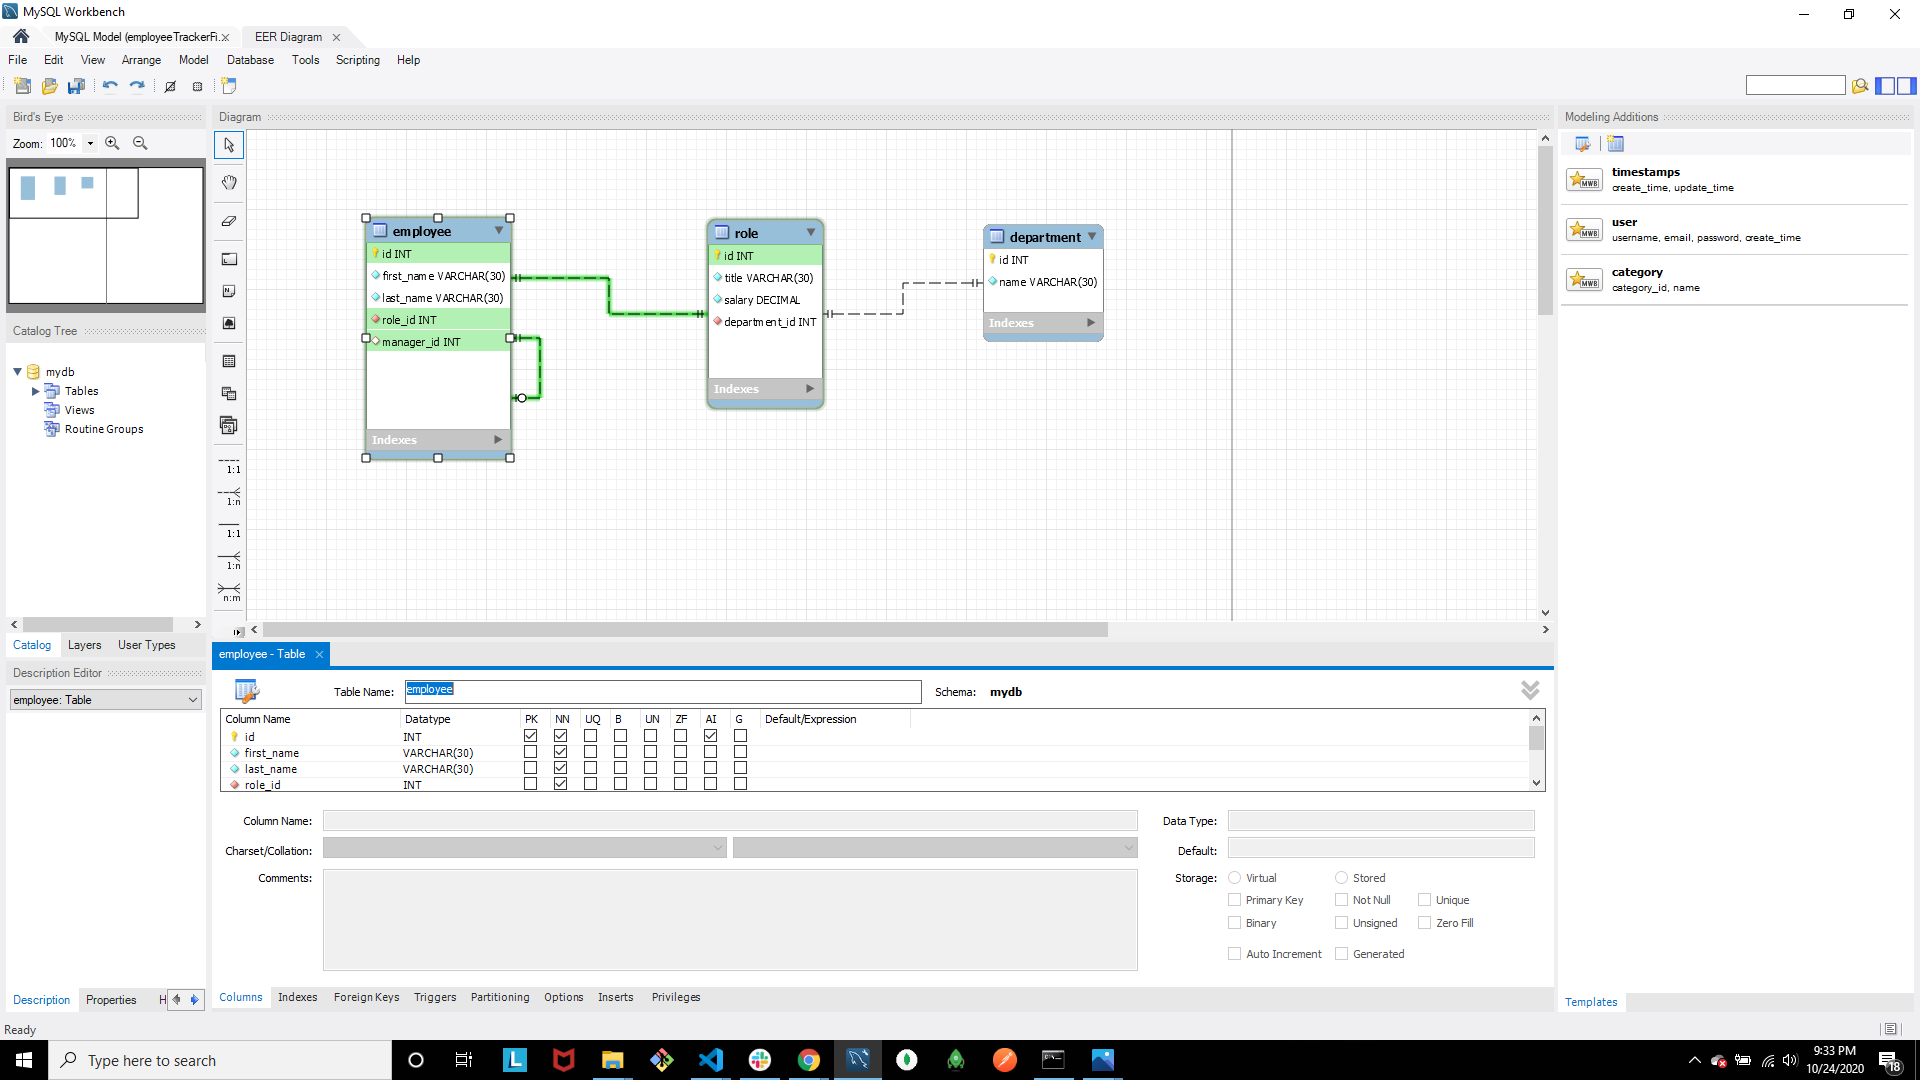 MySQL Workbench
MySQL Model (employeeTrackerFi...
EER Diagram
File Edit View Arrange Model Database Tools Scripting Help
Bird's Eye
Diagram
Modeling Additions
Zoom: 100%
timestamps
create_time, update_time
user
username, email, password, create_time
category
category_id, name
MWB
MWB
MWB
employee
id INT
first_name VARCHAR(30)
last_name VARCHAR(30)
role_id INT
manager_id INT
Indexes
role
id INT
title VARCHAR(30)
salary DECIMAL
department_id INT
Indexes
department
id INT
name VARCHAR(30)
Indexes
Catalog Tree
mydb
Tables
Views
Routine Groups
1:1
1:n
1:1
1:n
n:m
Catalog Layers User Types
Description Editor
employee: Table
employee - Table
Table Name: employee Schema: mydb
Column Name Datatype PK NN UQ B UN ZF AI G Default/Expression
id INT
first_name VARCHAR(30)
last_name VARCHAR(30)
role_id INT
Column Name: Data Type:
Charset/Collation: Default:
Comments: Storage: Virtual Stored
Primary Key Not Null Unique
Binary Unsigned Zero Fill
Auto Increment Generated
Description Properties H
Columns Indexes Foreign Keys Triggers Partitioning Options Inserts Privileges
Templates
Ready
Type here to search
L
9:33 PM
10/24/2020
18